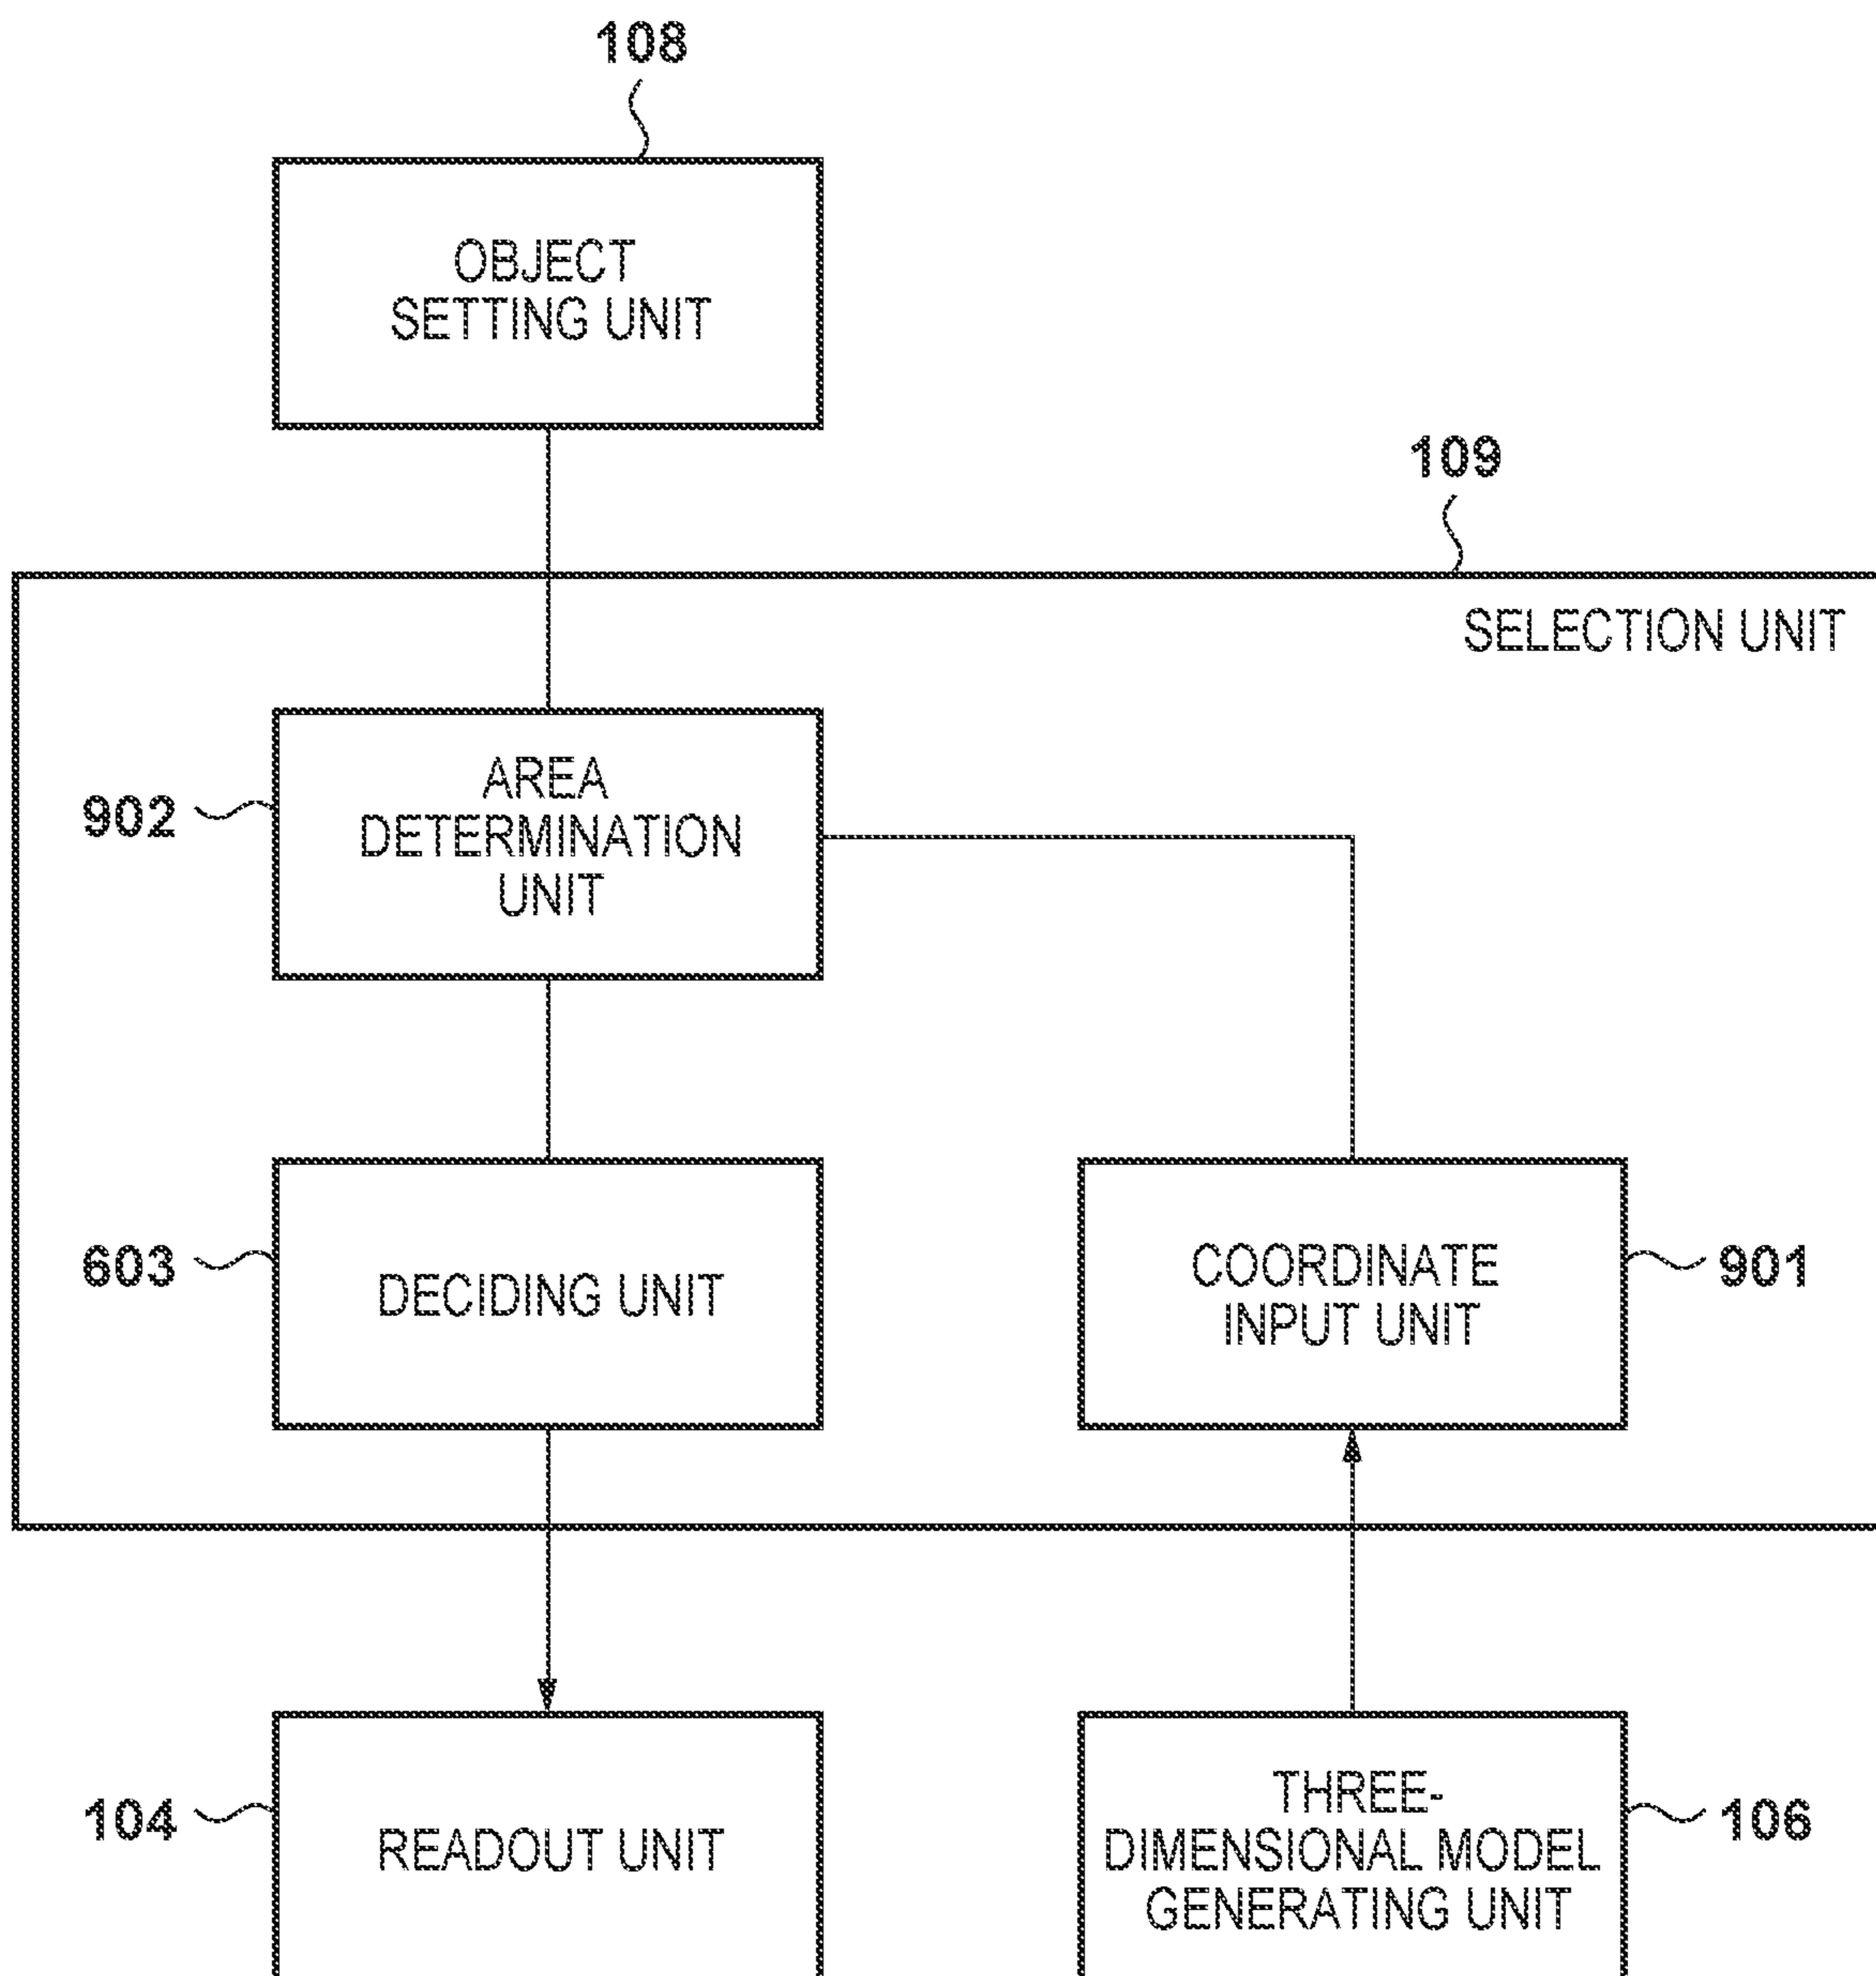 108
OBJECT
SETTING UNIT
109
SELECTION UNIT
902
AREA
DETERMINATION
UNIT
603
DECIDING UNIT
COORDINATE
INPUT UNIT
901
104
READOUT UNIT
THREE-
DIMENSIONAL MODEL
GENERATING UNIT
106